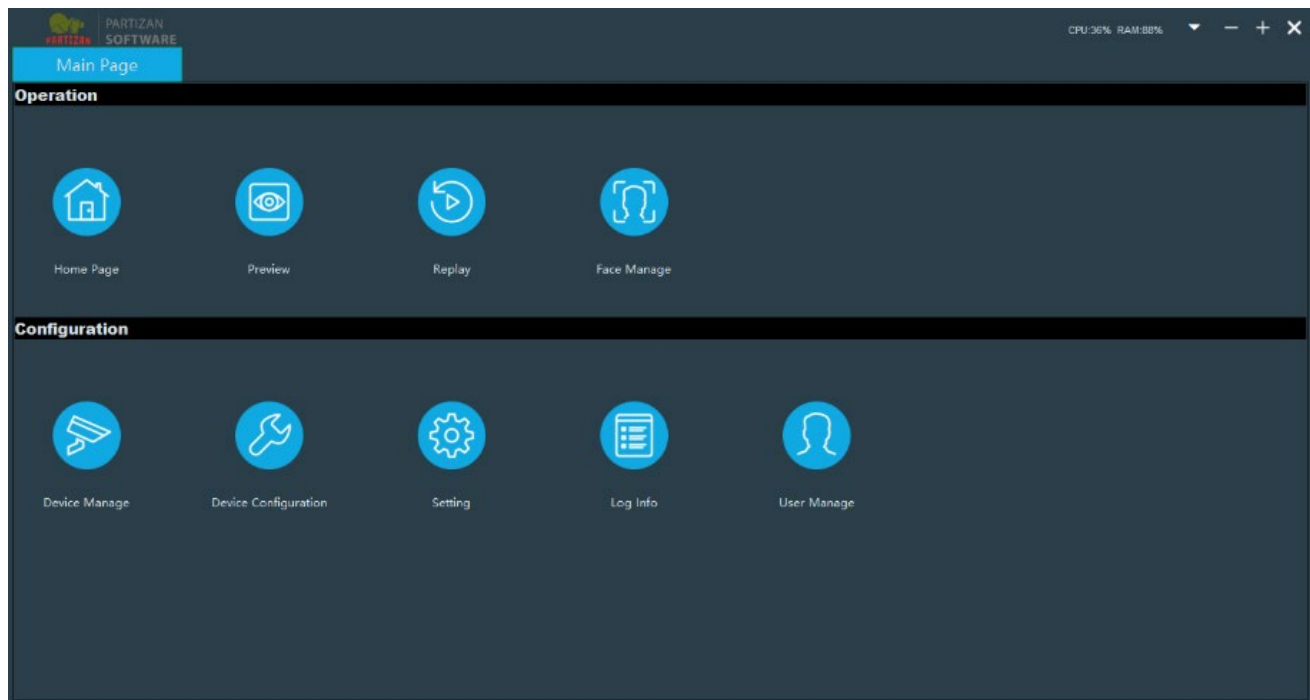 PARTIZAN
PARTIZAN
SOFTWARE
CPU:36% RAM:88%
Main Page
Operation
Home Page
Preview
Replay
Face Manage
Configuration
Device Manage
Device Configuration
Setting
Log Info
User Manage